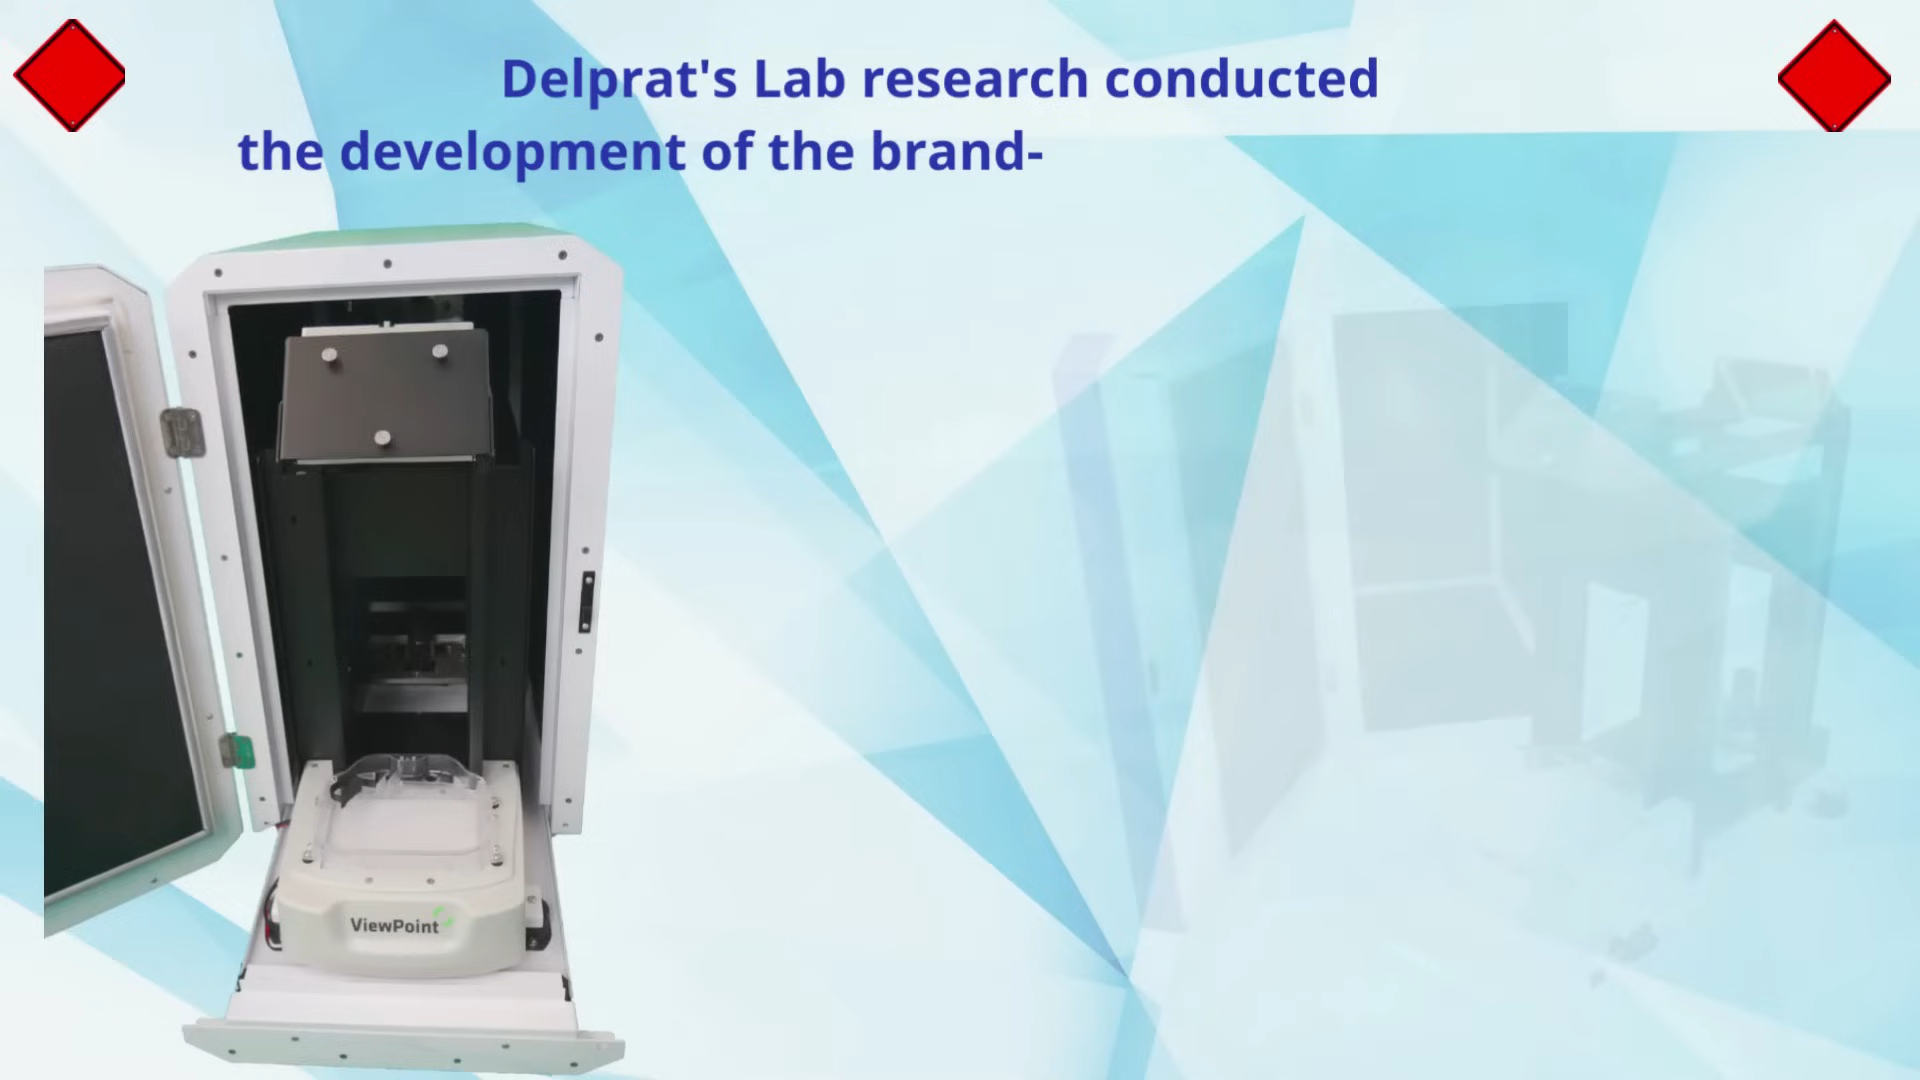 Delprat's Lab research conducted
the development of the brand-
ViewPoint